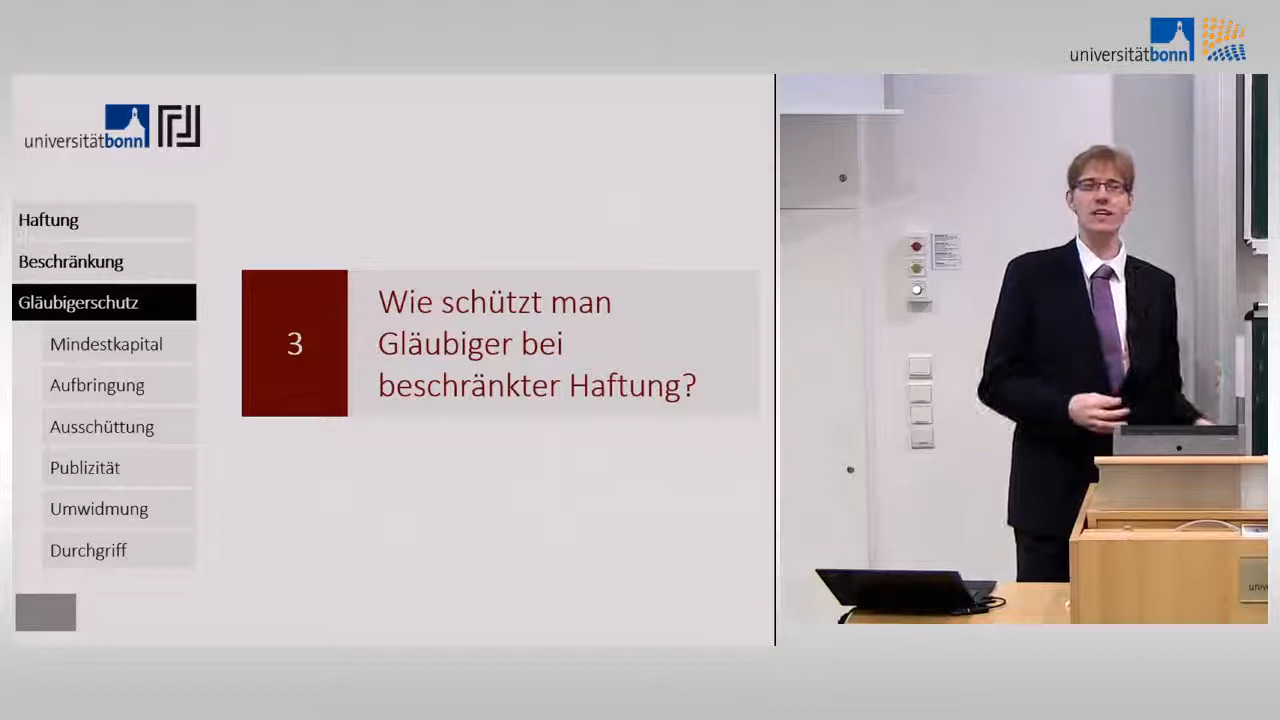 universitätbonn
universitätbonn
Haftung
Beschränkung
Gläubigerschutz
Mindestkapital
Aufbringung
Ausschüttung
Publizität
Umwidmung
Durchgriff
3
Wie schützt man
Gläubiger bei
beschränkter Haftung?